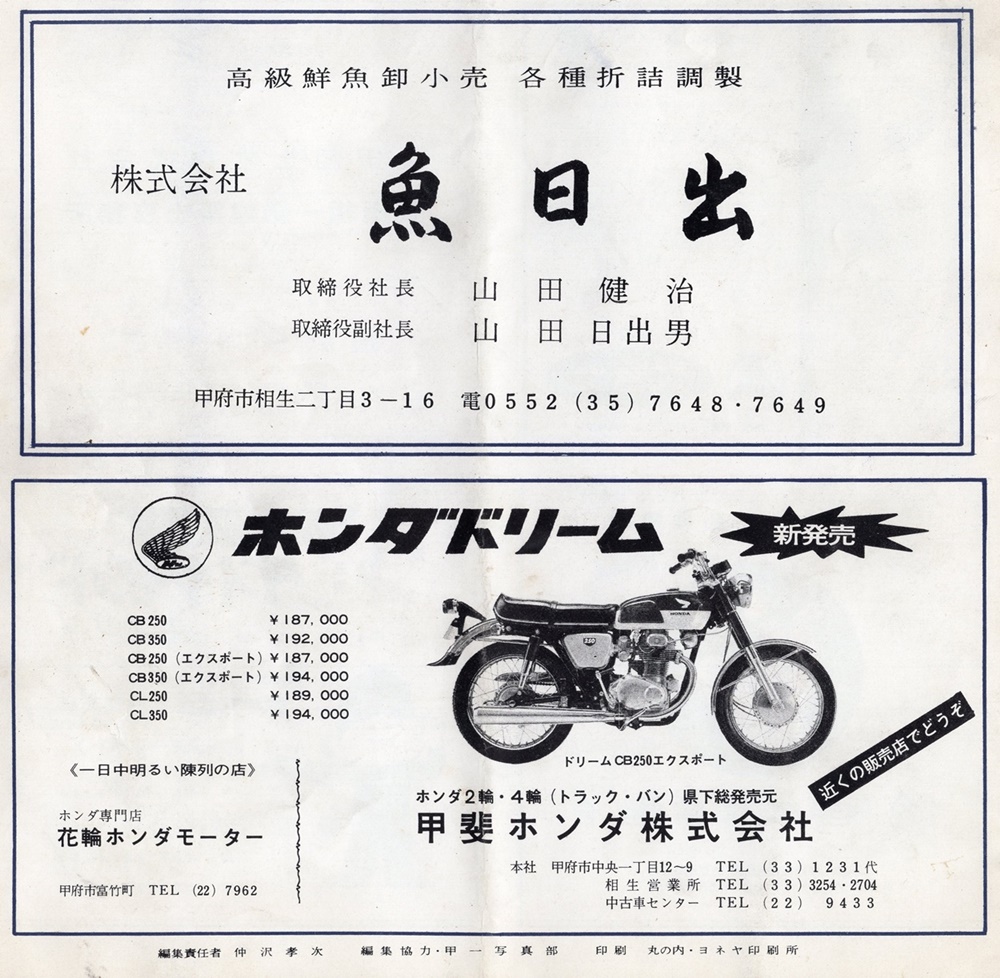 高級鮮魚卸小売 各種折詰調製
株式会社 魚日出
取締役社長 山田健治
取締役副社長 山田日出男
甲府市相生二丁目3-16 電0552(35)7648・7649
ホンダドリーム
新発売
CB250 ¥187,000
CB350 ¥192,000
CB250(エクスポート) ¥187,000
CB350(エクスポート) ¥194,000
CL250 ¥189,000
CL350 ¥194,000
HONDA
250
ドリームCB250エクスポート
近くの販売店でどうぞ
《一日中明るい陳列の店》
ホンダ専門店
花輪ホンダモーター
甲府市富竹町 TEL (22) 7962
ホンダ2輪・4輪(トラック・バン)県下総発売元
甲斐ホンダ株式会社
本社 甲府市中央一丁目12〜9 TEL (33)1231代
相生営業所 TEL (33)3254・2704
中古車センター TEL (22) 9433
編集責任者 仲沢孝次 編集協力・甲一写真部 印刷 丸の内・ヨネヤ印刷所